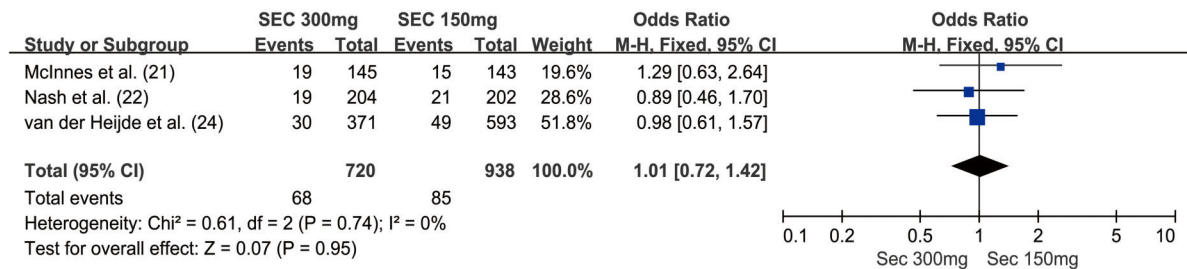 SEC 300mg SEC 150mg Odds Ratio Odds Ratio
Study or Subgroup Events Total Events Total Weight M-H, Fixed, 95% CI M-H, Fixed, 95% CI
McInnes et al. (21) 19 145 15 143 19.6% 1.29 [0.63, 2.64]
Nash et al. (22) 19 204 21 202 28.6% 0.89 [0.46, 1.70]
van der Heijde et al. (24) 30 371 49 593 51.8% 0.98 [0.61, 1.57]
Total (95% CI) 720 938 100.0% 1.01 [0.72, 1.42]
Total events 68 85
Heterogeneity: Chi² = 0.61, df = 2 (P = 0.74); I² = 0%
Test for overall effect: Z = 0.07 (P = 0.95)
0.1 0.2 0.5 1 2 5 10
Sec 300mg Sec 150mg